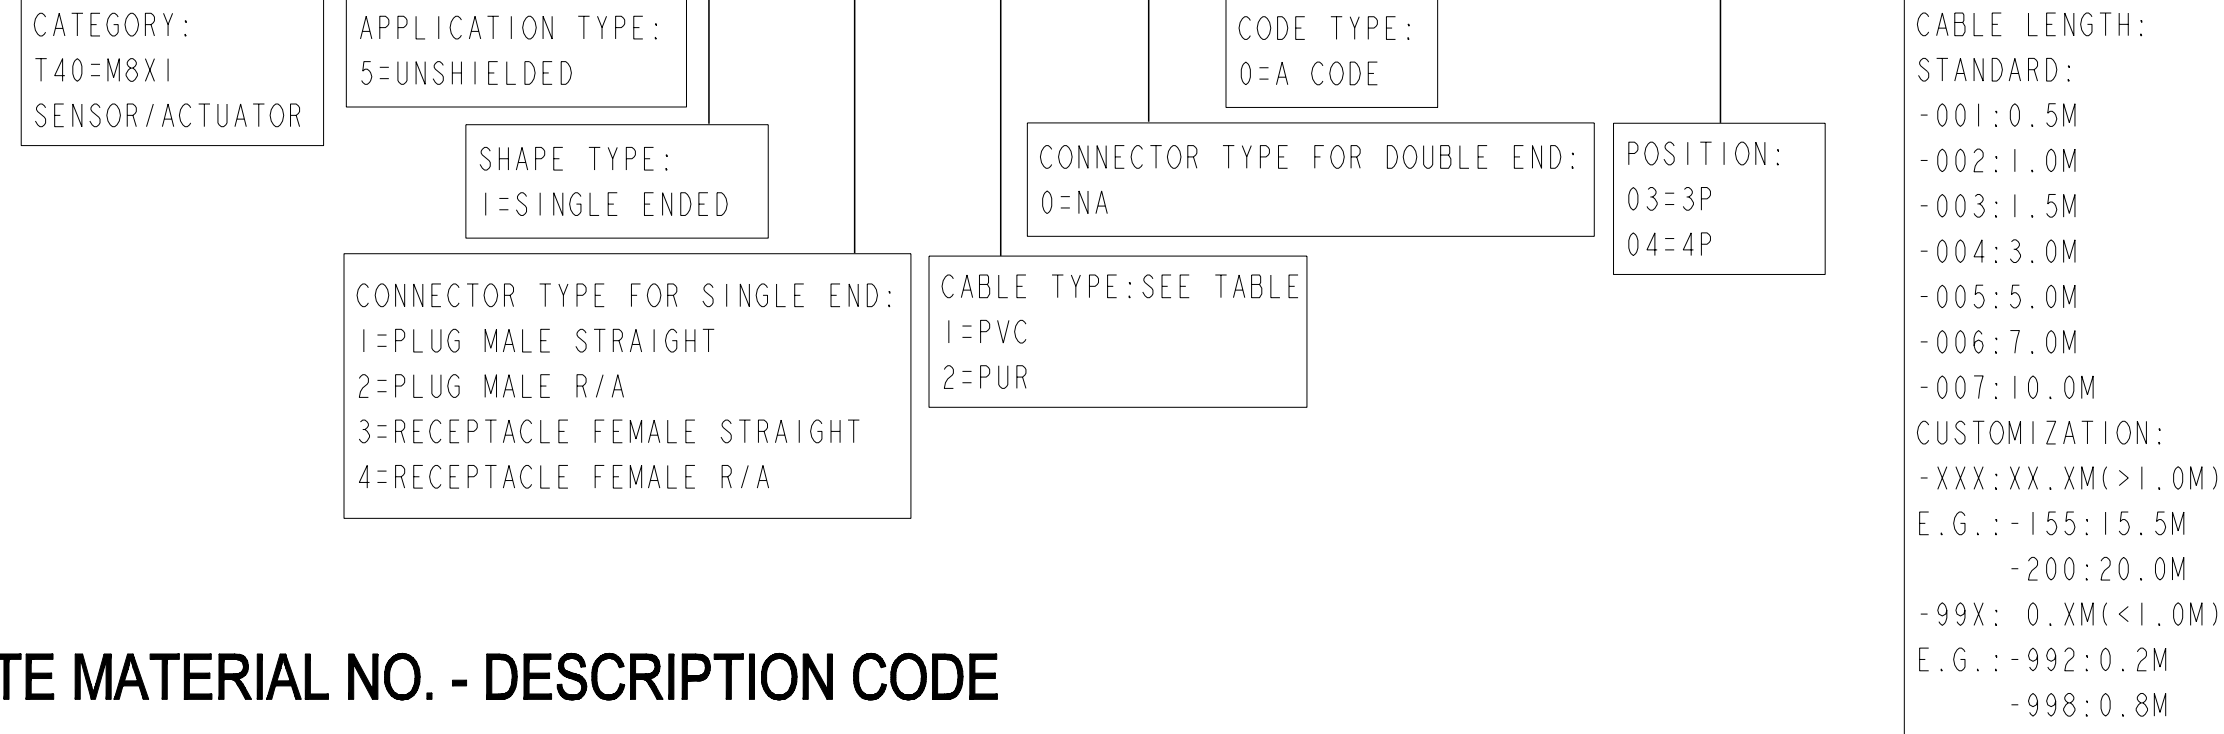 CATEGORY:
T40=M8X1
SENSOR/ACTUATOR
APPLICATION TYPE:
5=UNSHIELDED
SHAPE TYPE:
1=SINGLE ENDED
CONNECTOR TYPE FOR SINGLE END:
1=PLUG MALE STRAIGHT
2=PLUG MALE R/A
3=RECEPTACLE FEMALE STRAIGHT
4=RECEPTACLE FEMALE R/A
CABLE TYPE:SEE TABLE
1=PVC
2=PUR
CONNECTOR TYPE FOR DOUBLE END:
0=NA
CODE TYPE:
0=A CODE
POSITION:
03=3P
04=4P
CABLE LENGTH:
STANDARD:
-001:0.5M
-002:1.0M
-003:1.5M
-004:3.0M
-005:5.0M
-006:7.0M
-007:10.0M
CUSTOMIZATION:
-XXX:XX.XM(>1.0M)
E.G.:-155:15.5M
-200:20.0M
-99X: 0.XM(<1.0M)
E.G.:-992:0.2M
-998:0.8M
TE MATERIAL NO. - DESCRIPTION CODE